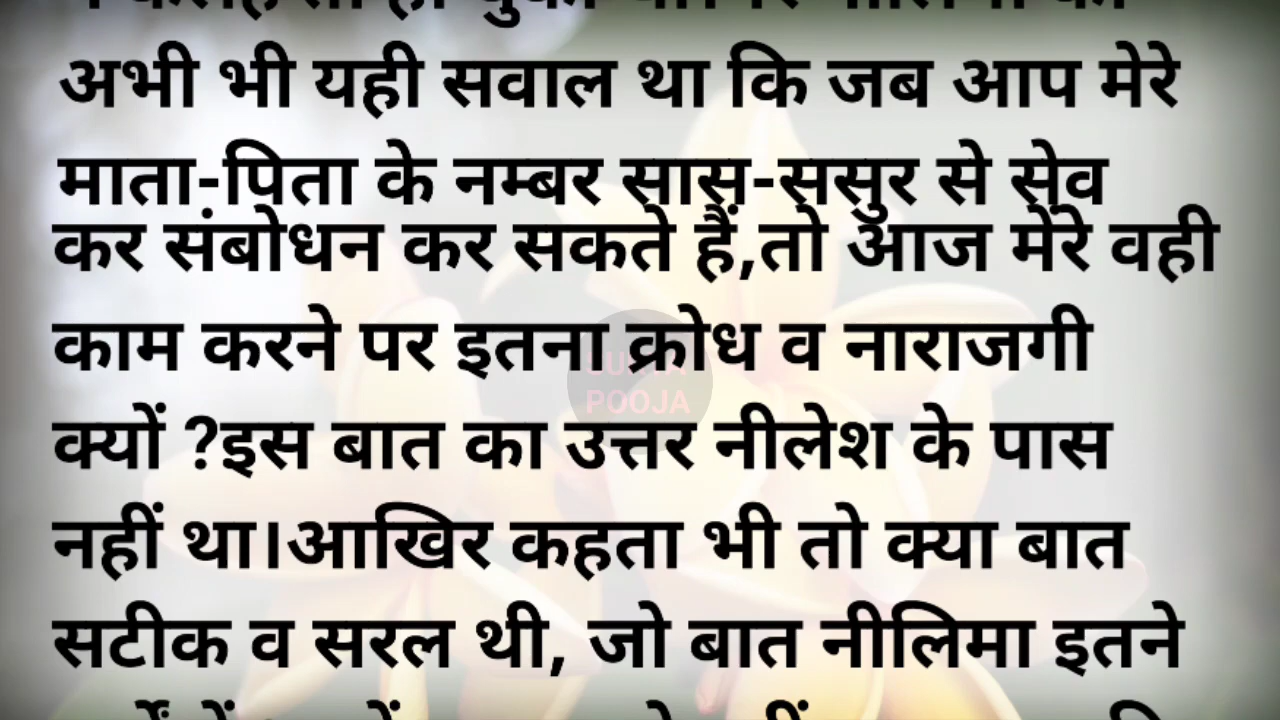 अभी भी यही सवाल था कि जब आप मेरे
माता-पिता के नम्बर सास-ससुर से सेव
कर संबोधन कर सकते हैं,तो आज मेरे वही
काम करने पर इतना क्रोध व नाराजगी
क्यों ?इस बात का उत्तर नीलेश के पास
नहीं था।आखिर कहता भी तो क्या बात
सटीक व सरल थी, जो बात नीलिमा इतने
POOJA